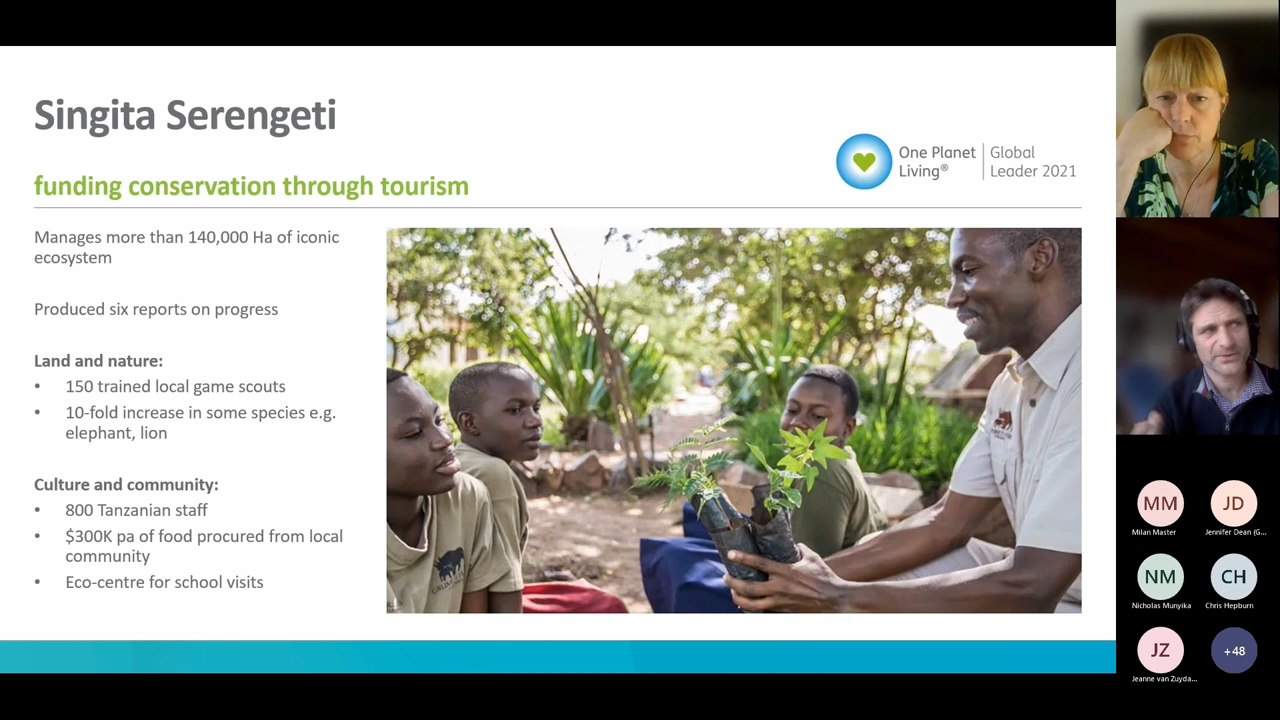 Singita Serengeti
funding conservation through tourism
One Planet
Living®
Global
Leader 2021
Manages more than 140,000 Ha of iconic
ecosystem
Produced six reports on progress
Land and nature:
• 150 trained local game scouts
• 10-fold increase in some species e.g.
elephant, lion
Culture and community:
• 800 Tanzanian staff
• $300K pa of food procured from local
community
• Eco-centre for school visits
MM
Milan Master
JD
Jennifer Dean (G...
NM
Nicholas Munyika
CH
Chris Hepburn
JZ
Jeanne van Zuyda...
+48